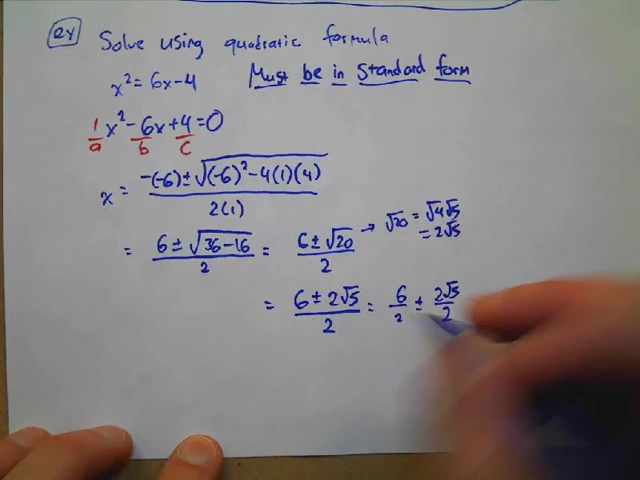 Ex Solve using quadratic formula
x² = 6x - 4 Must be in Standard form
1x² - 6x + 4 = 0
a b c
x = -(-6) ± √(-6)² - 4(1)(4) / 2(1)
= 6 ± √36 - 16 / 2 = 6 ± √20 / 2 → √20 = √4√5
= 2√5
= 6 ± 2√5 / 2 = 6/2 ± 2√5/2